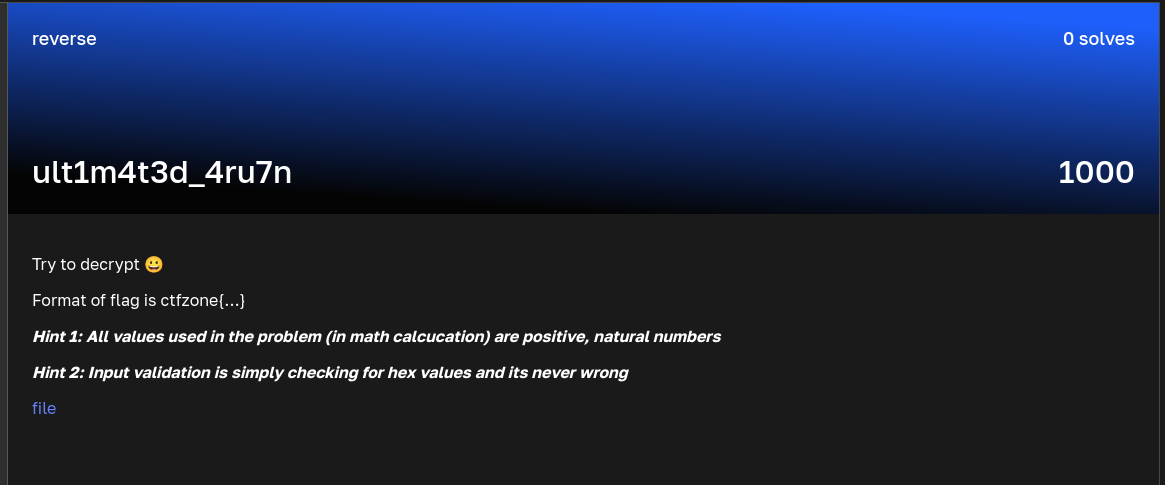 reverse
0 solves
ult1m4t3d_4ru7n
1000
Try to decrypt 😀
Format of flag is ctfzone{...}
Hint 1: All values used in the problem (in math calcucation) are positive, natural numbers
Hint 2: Input validation is simply checking for hex values and its never wrong
file